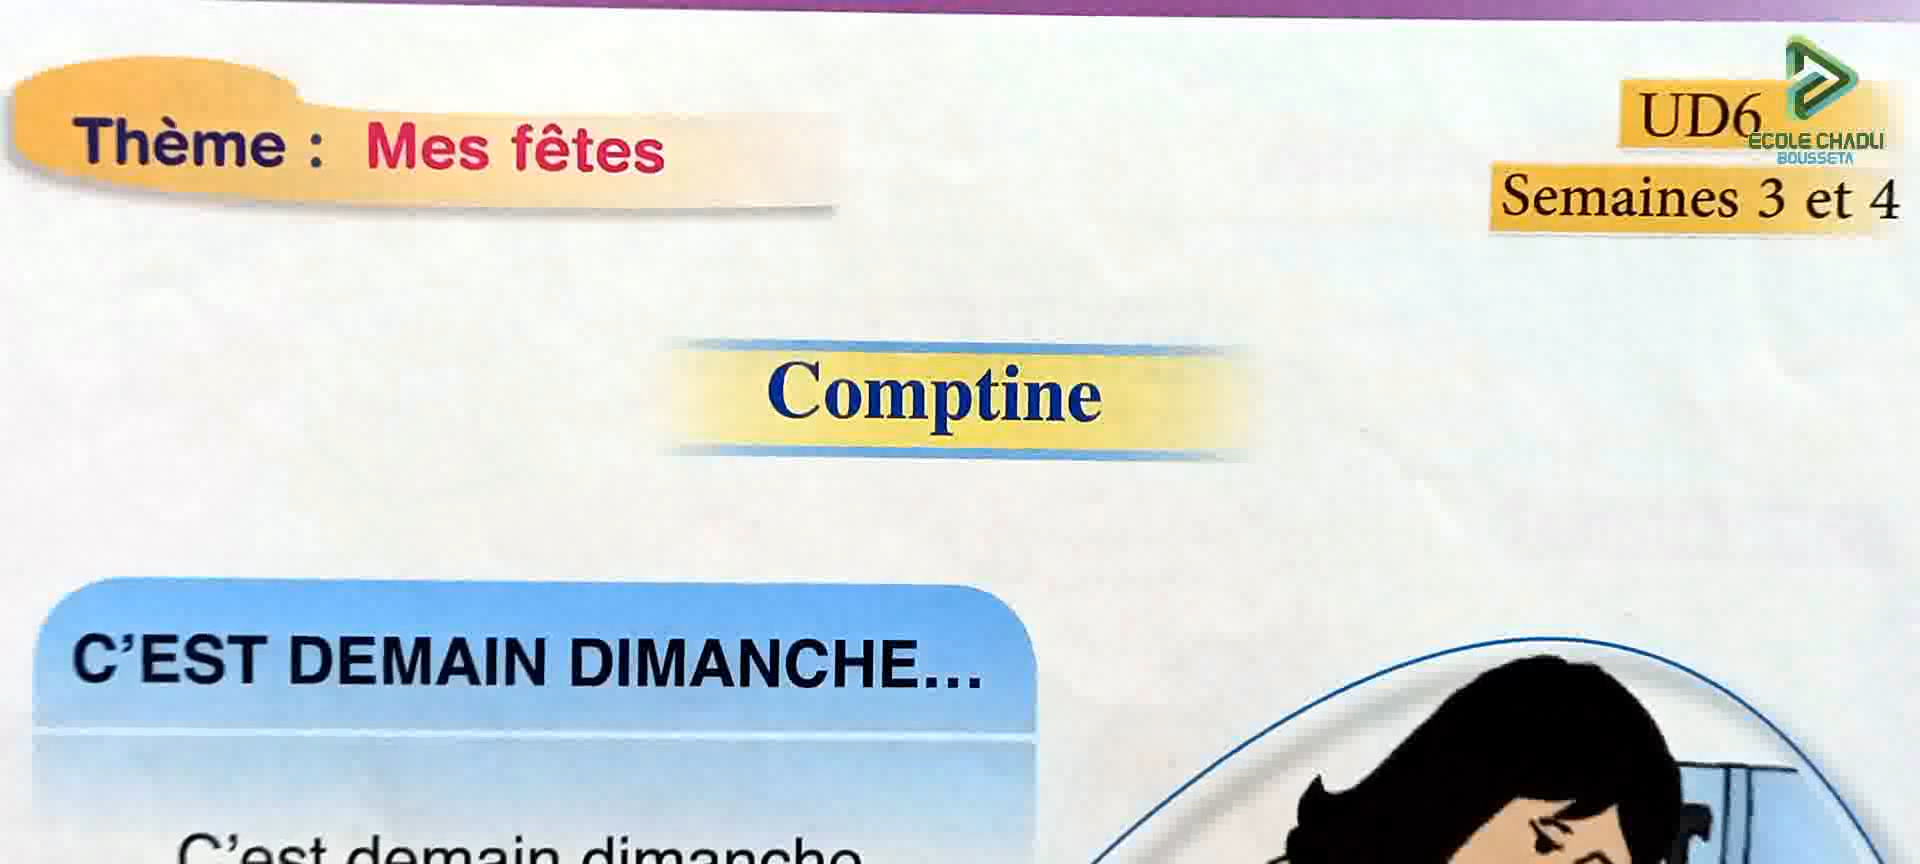 Thème : Mes fêtes
UD6
ECOLE CHADLI
BOUSSETA
Semaines 3 et 4
Comptine
C'EST DEMAIN DIMANCHE...
C'est demain dimanche